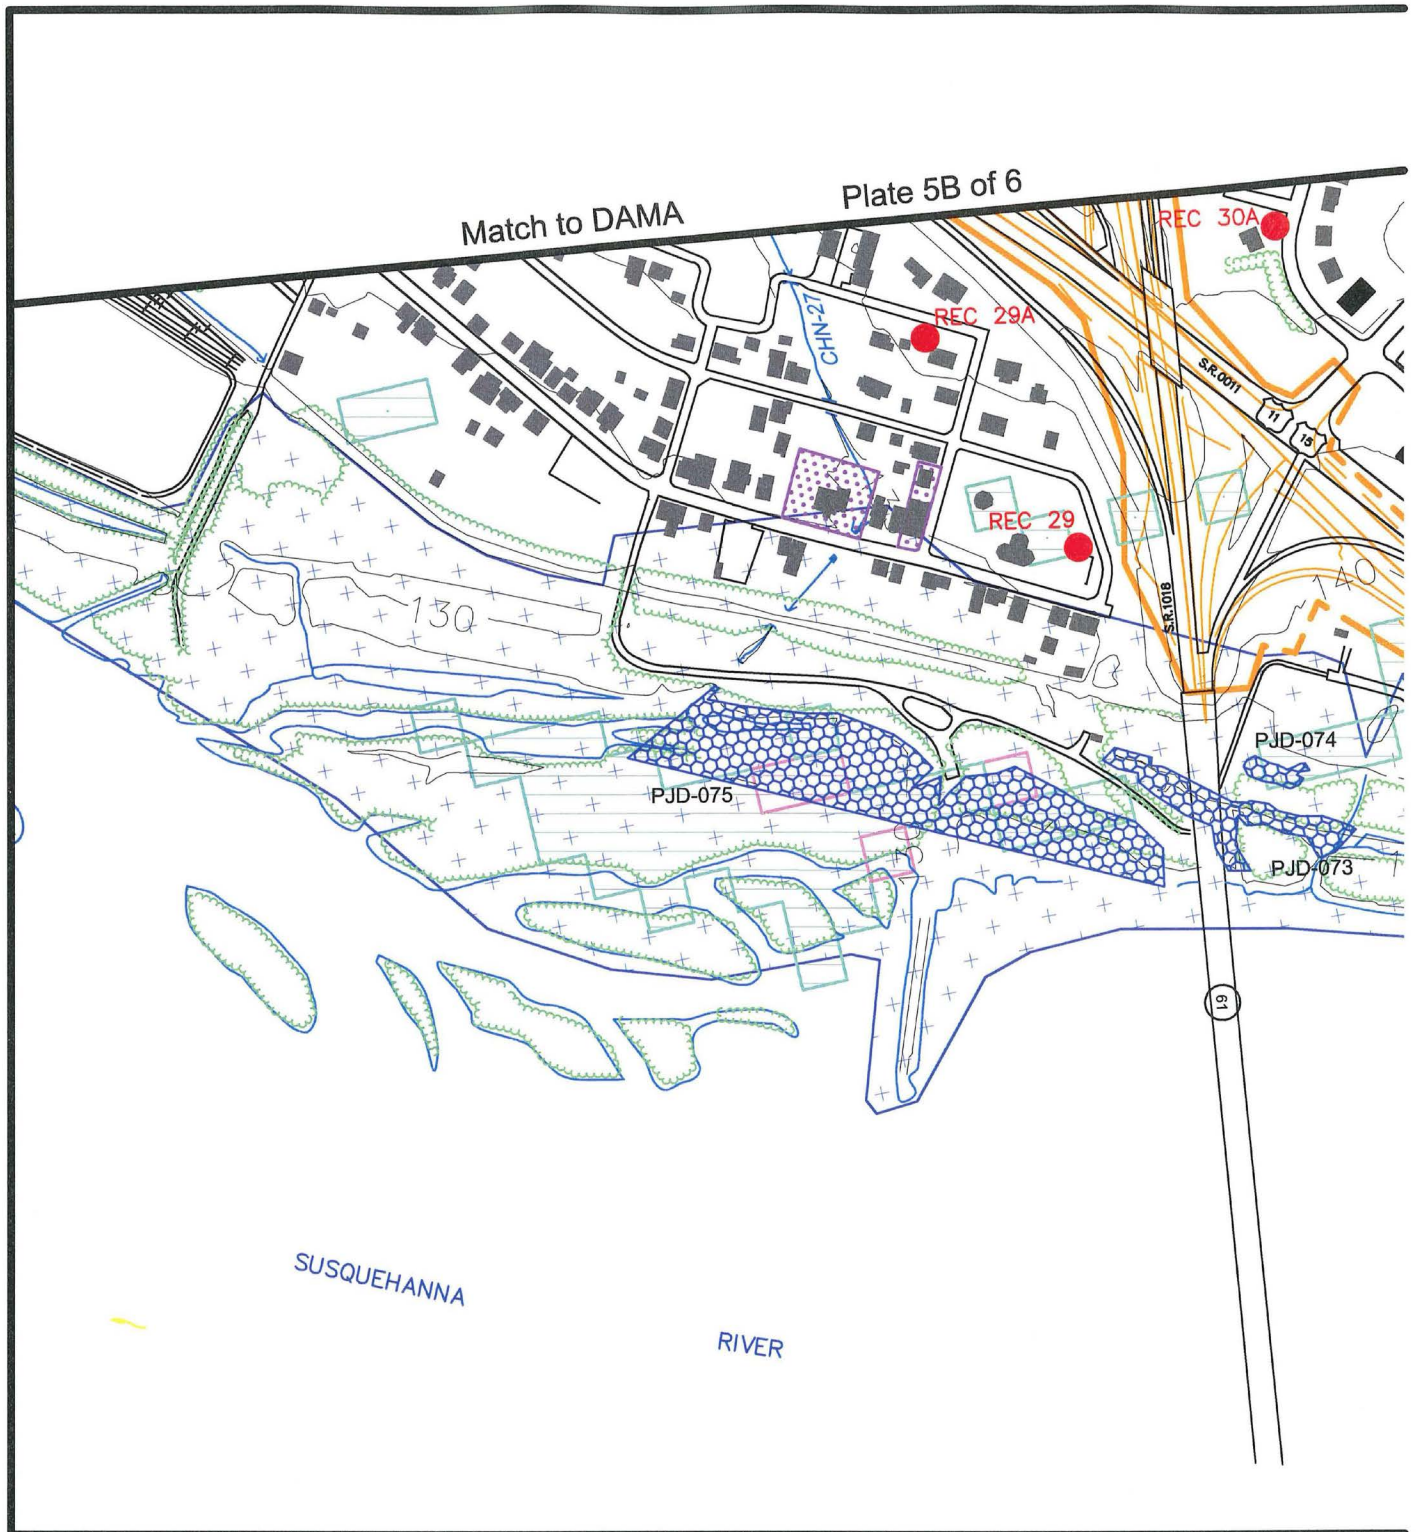 Match to DAMA
Plate 5B of 6
REC 30A
REC 29A
CHN-27
S.R.0011
11
15
REC 29
140
S.R.1018
130
PJD-074
PJD-075
PJD-073
61
SUSQUEHANNA
RIVER